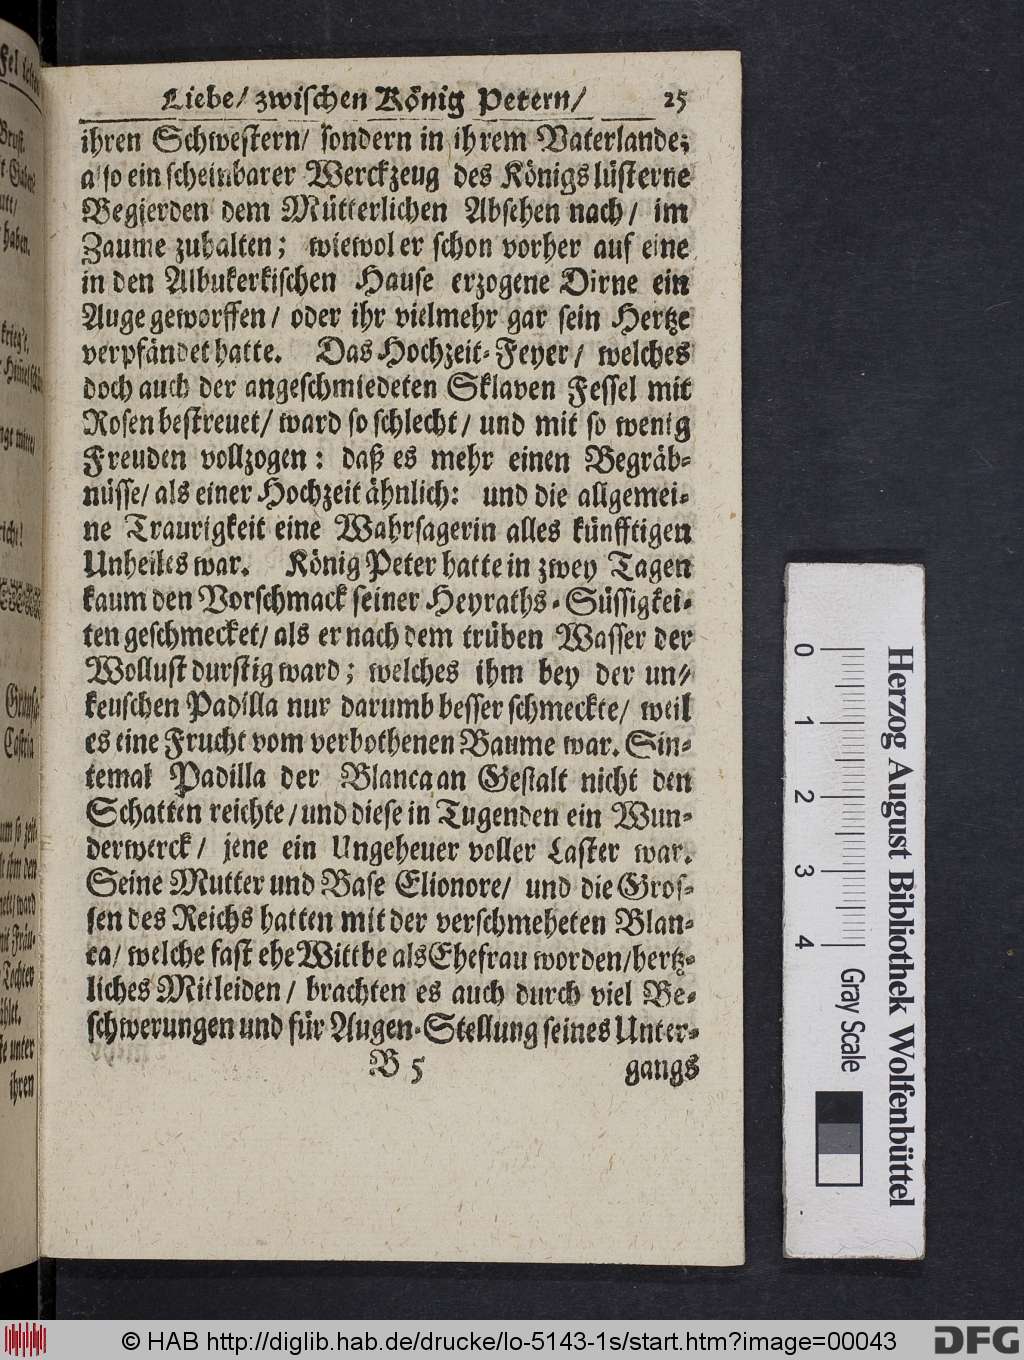 Liebe/ zwischen König Petern/ 25
ihren Schwestern/ sondern in ihrem Vaterlande;
also ein scheinbarer Werckzeug des Königs lüsterne
Begierden dem Mütterlichen Absehen nach/ im
Zaume zuhalten; wiewol er schon vorher auf eine
in den Albukerkischen Hause erzogene Dirne ein
Auge geworffen/ oder ihr vielmehr gar sein Hertze
verpfändet hatte. Das Hochzeit-Feyer/ welches
doch auch der angeschmiedeten Sklaven Fessel mit
Rosen bestreuet/ ward so schlecht/ und mit so wenig
Freuden vollzogen: daß es mehr einen Begräb-
nüsse/ als einer Hochzeit ähnlich: und die allgemei-
ne Traurigkeit eine Wahrsagerin alles künfftigen
Unheiles war. König Peter hatte in zwey Tagen
kaum den Vorschmack seiner Heyraths-Süssigkei-
ten geschmecket/ als er nach dem trüben Wasser der
Wollust durstig ward; welches ihm bey der un-
keuschen Padilla nur darumb besser schmeckte/ weil
es eine Frucht vom verbothenen Baume war. Sin-
temal Padilla der Blanca an Gestalt nicht den
Schatten reichte/ und diese in Tugenden ein Wun-
derwerck/ jene ein Ungeheuer voller Laster war.
Seine Mutter und Base Elionore/ und die Gros-
sen des Reichs hatten mit der verschmeheten Blan-
ca/ welche fast ehe Wittbe als Ehefrau worden/ hertz-
liches Mitleiden/ brachten es auch durch viel Be-
schwerungen und für Augen-Stellung seines Unter-
B 5 gangs
ihren
0 1 2 3 4 Gray Scale
Herzog August Bibliothek Wolfenbüttel
© HAB http://diglib.hab.de/drucke/lo-5143-1s/start.htm?image=00043
DFG